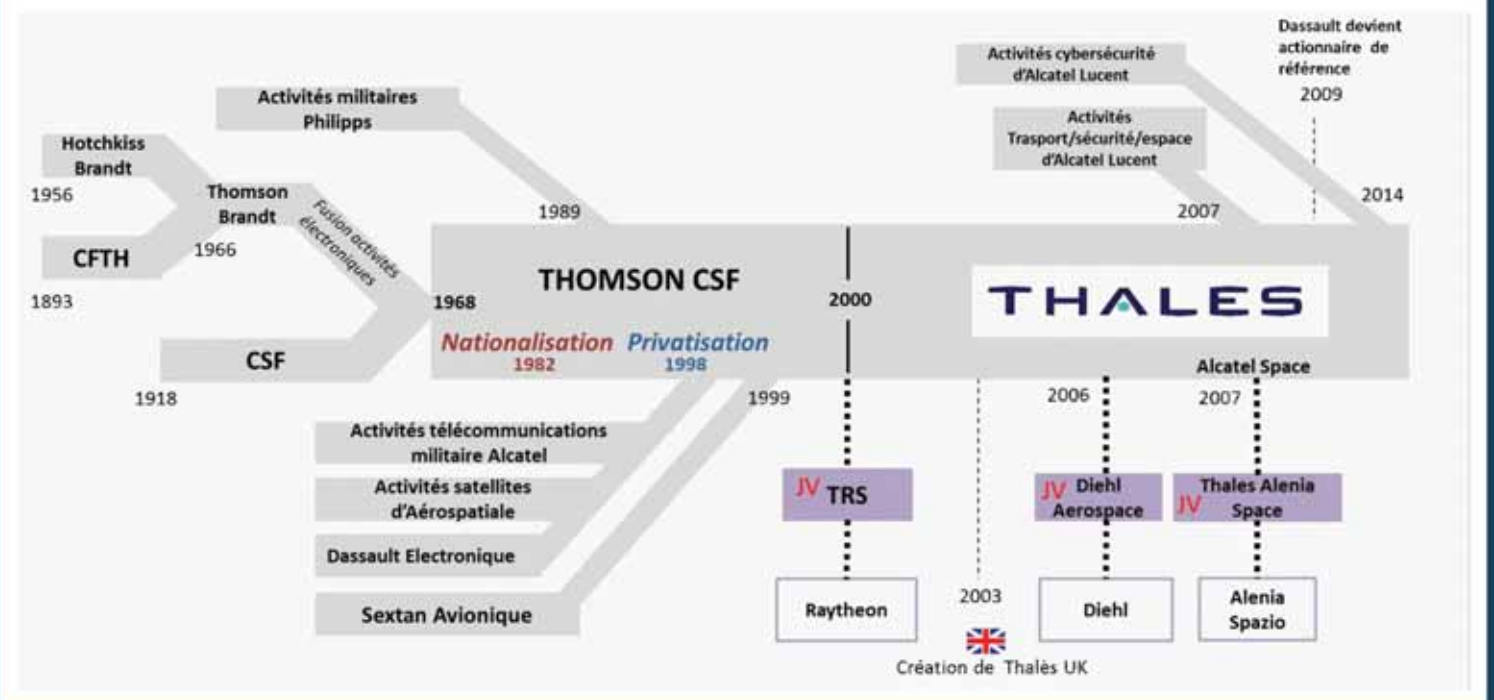 Dassault devient
actionnaire de
référence
2009
Activités cybersécurité
d'Alcatel Lucent
Activités
Trasport/sécurité/espace
d'Alcatel Lucent
2007
2014
Activités militaires
Philipps
1989
Hotchkiss
Brandt
1956
Thomson
Brandt
1966
CFTH
1893
Fusion activités
électroniques
CSF
1918
1968
THOMSON CSF
Nationalisation
1982
Privatisation
1998
2000
THALES
Alcatel Space
1999
Activités télécommunications
militaire Alcatel
Activités satellites
d'Aérospatiale
Dassault Electronique
Sextan Avionique
JV TRS
Raytheon
2003
Création de Thalès UK
2006
JV Diehl
Aerospace
Diehl
2007
Thales Alenia
JV Space
Alenia
Spazio